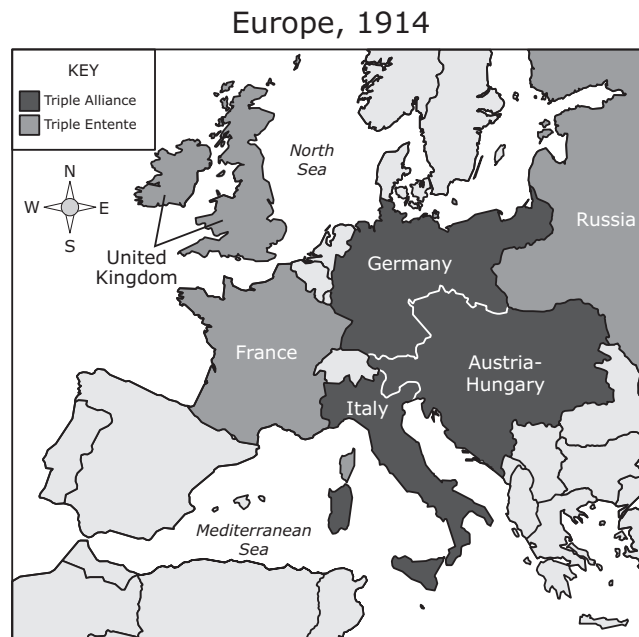 Europe, 1914
KEY
Triple Alliance
Triple Entente
N
W
E
S
North
Sea
United
Kingdom
Russia
Germany
France
Austria-
Hungary
Italy
Mediterranean
Sea